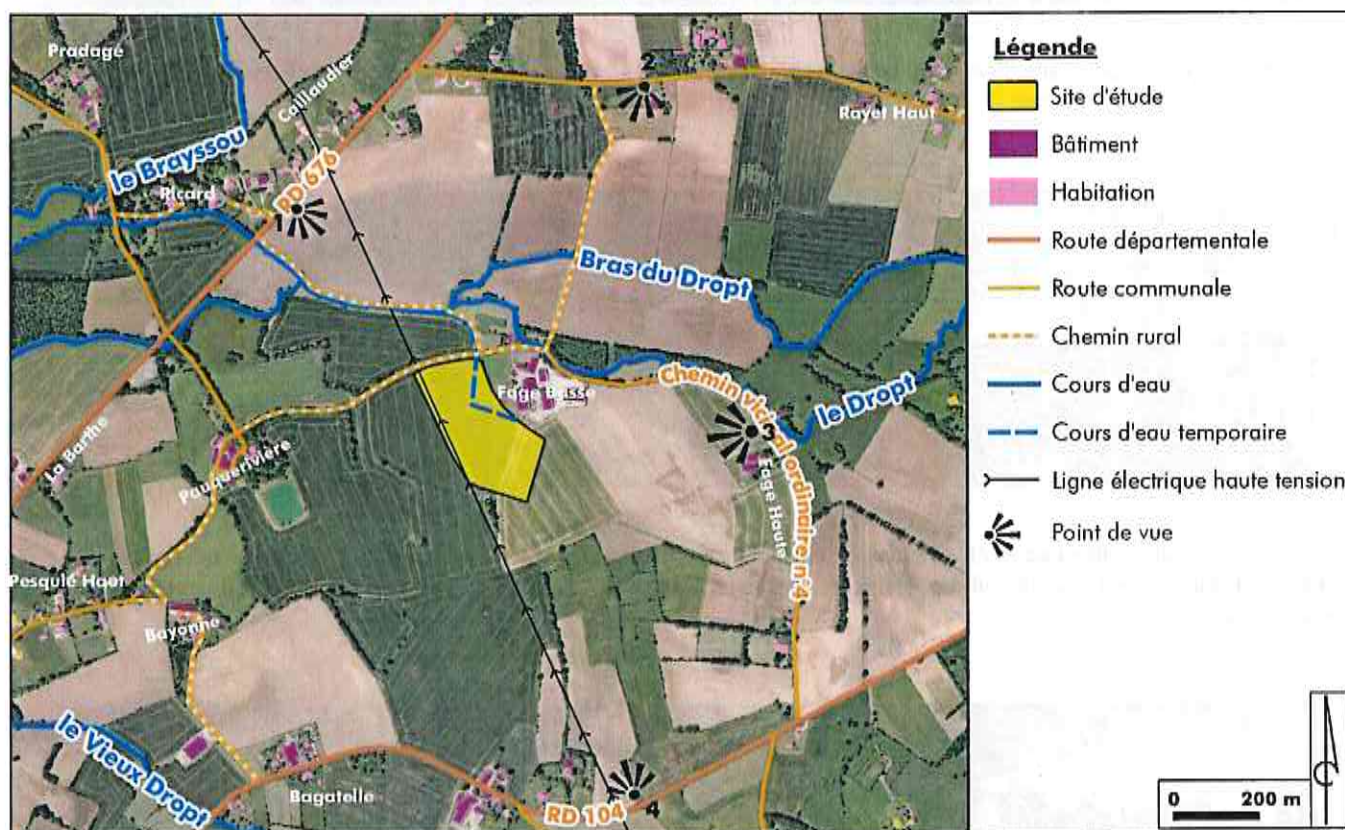 Pradagé
Caillaudier
2
Rayet Haut
le Brayssou
Ricard
RD 676
Bras du Dropt
Fage Basse
Chemin vicinal ordinaire n°4
le Dropt
La Barthe
Pauquerivière
Fage Haute
Pesquié Haut
Bayonne
le Vieux Dropt
Bagatelle
RD 104
4
Légende
Site d'étude
Bâtiment
Habitation
Route départementale
Route communale
Chemin rural
Cours d'eau
Cours d'eau temporaire
Ligne électrique haute tension
Point de vue
0 200 m